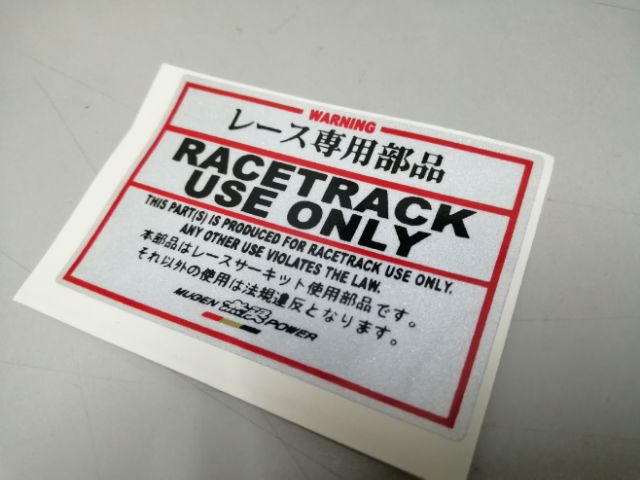 WARNING
レース専用部品
RACETRACK
USE ONLY
THIS PART(S) IS PRODUCED FOR RACETRACK USE ONLY.
ANY OTHER USE VIOLATES THE LAW.
本部品はレースサーキット使用部品です。
それ以外の使用は法規違反となります。
MUGEN 無限 POWER